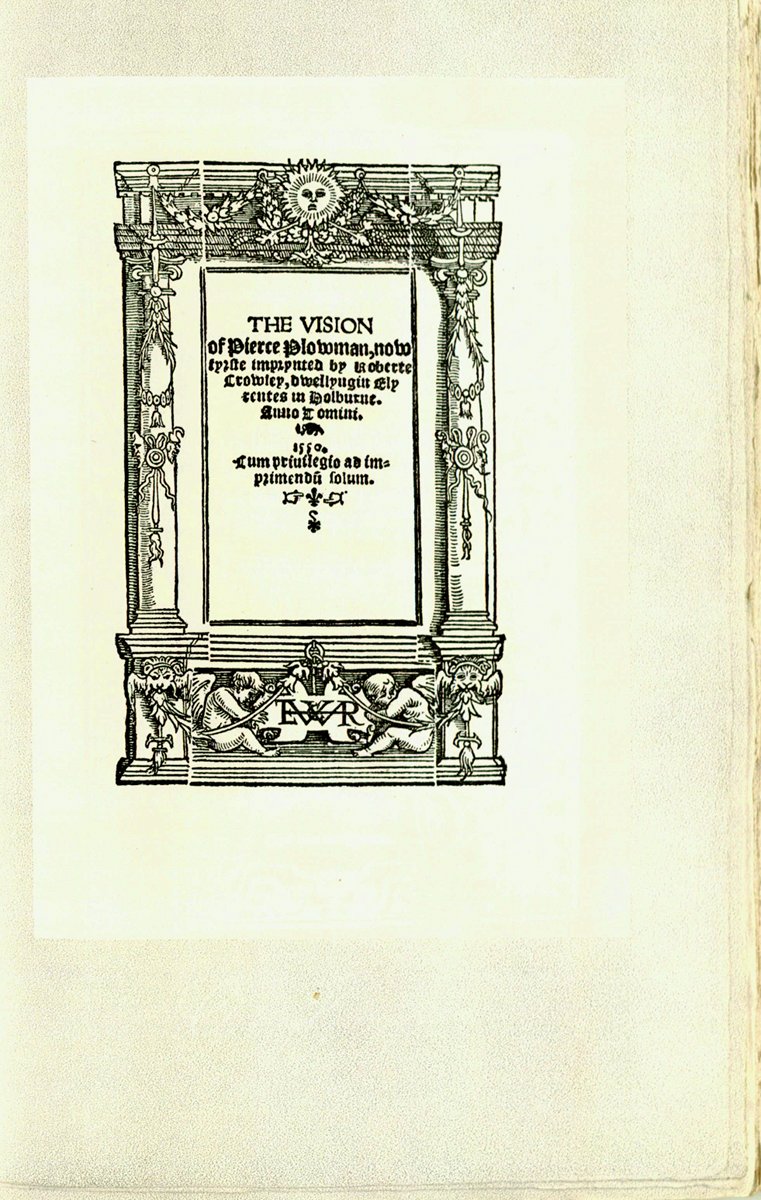 THE VISION
of Pierce Plowman, now
fyrste imprynted by Roberte
Crowley, dwellyng in Ely
rentes in Holburne.
Anno Domini.
1550.
Cum priuilegio ad im=
primendū solum.
S
EWR